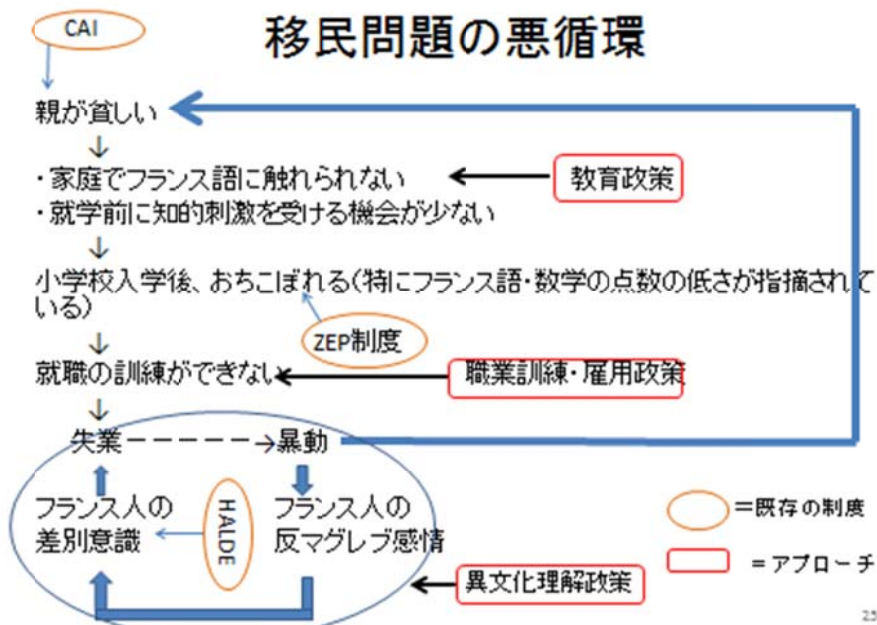 CAI
移民問題の悪循環
親が貧しい
↓
・家庭でフランス語に触れられない
教育政策
・就学前に知的刺激を受ける機会が少ない
↓
小学校入学後、おちこぼれる(特にフランス語・数学の点数の低さが指摘されて
いる)
↓
ZEP制度
就職の訓練ができない
職業訓練・雇用政策
↓
失業－－－－－→暴動
フランス人の
差別意識
HALDE
フランス人の
反マグレブ感情
異文化理解政策
=既存の制度
=アプローチ
25